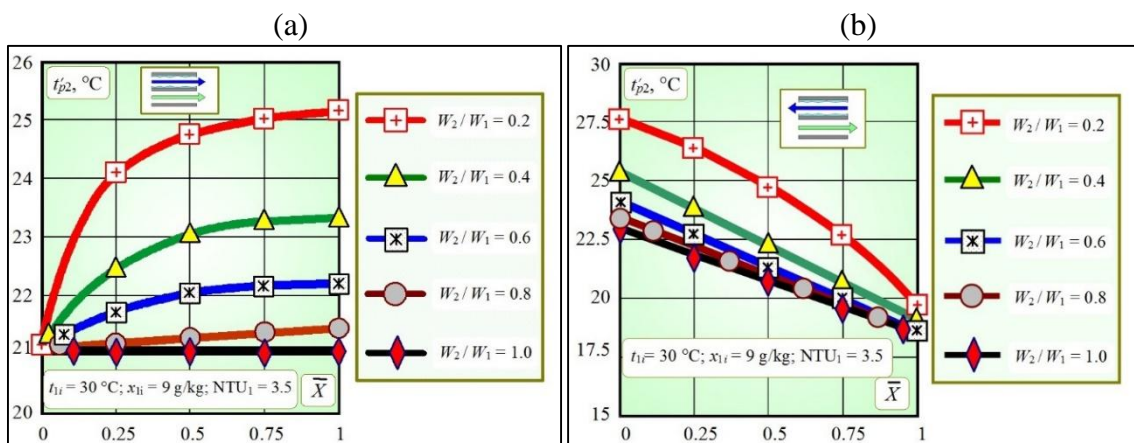 (a)
(b)
26
25
24
23
22
21
20
t′p2, °C
W2 / W1 = 0.2
W2 / W1 = 0.4
W2 / W1 = 0.6
W2 / W1 = 0.8
W2 / W1 = 1.0
t1i = 30 °C; x1i = 9 g/kg; NTU1 = 3.5
X̄
0 0.25 0.5 0.75 1
30
27.5
25
22.5
20
17.5
15
t′p2, °C
W2 / W1 = 0.2
W2 / W1 = 0.4
W2 / W1 = 0.6
W2 / W1 = 0.8
W2 / W1 = 1.0
t1i = 30 °C; x1i = 9 g/kg; NTU1 = 3.5
X̄
0 0.25 0.5 0.75 1